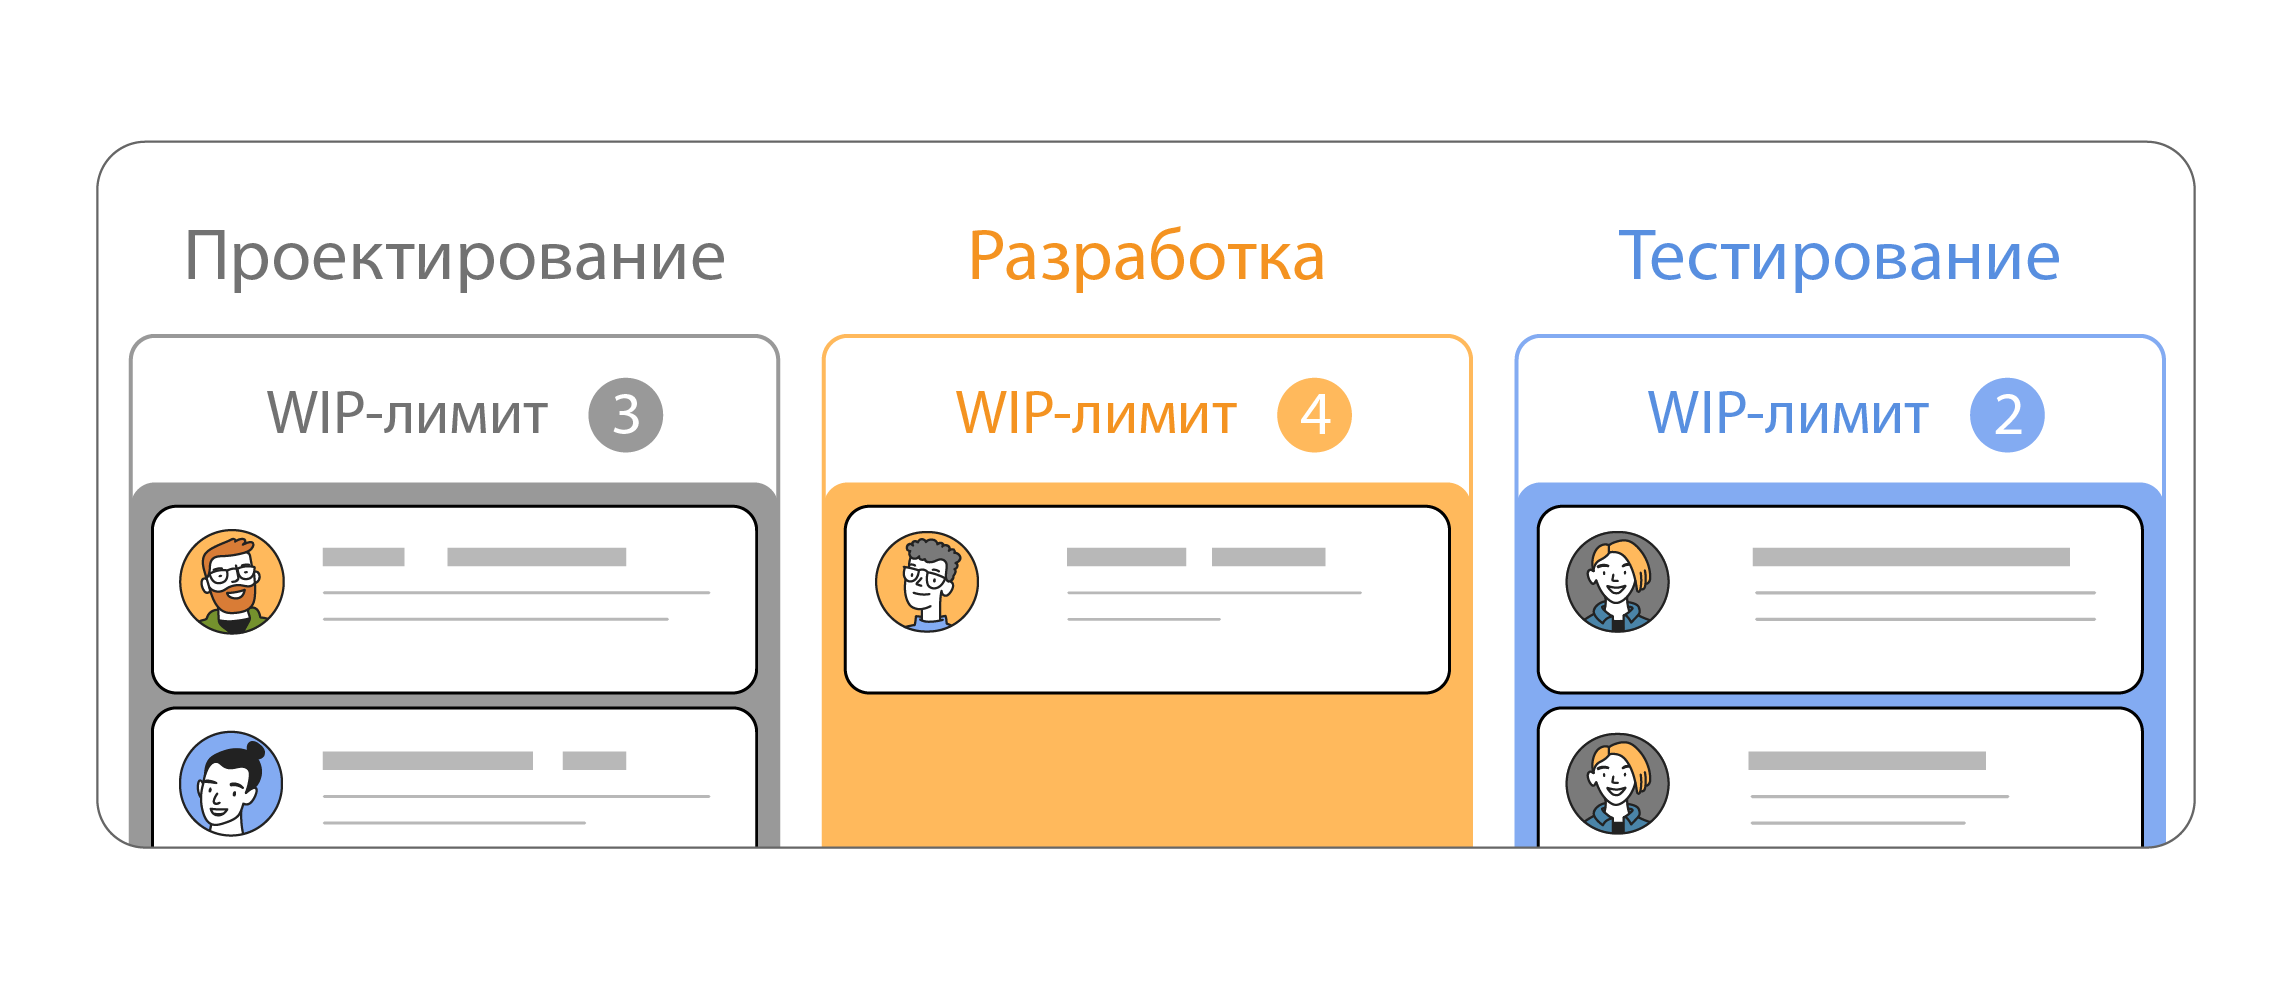 Проектирование
Разработка
Тестирование
WIP-лимит 3
WIP-лимит 4
WIP-лимит 2